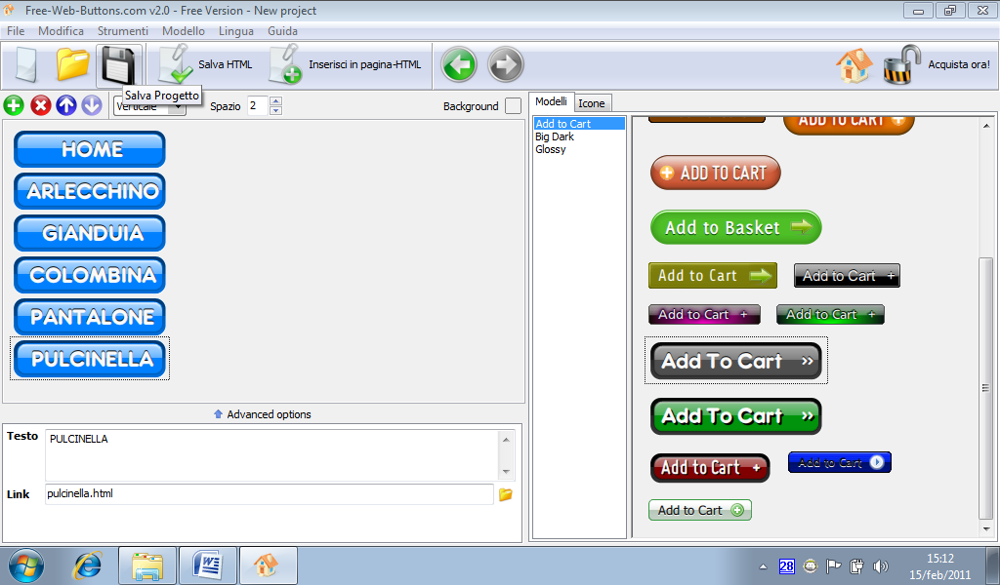 Free-Web-Buttons.com v2.0 - Free Version - New project
File Modifica Strumenti Modello Lingua Guida
Salva HTML
Inserisci in pagina-HTML
Acquista ora!
Salva Progetto
Verticale
Spazio 2
Background
Modelli Icone
HOME
ARLECCHINO
GIANDUIA
COLOMBINA
PANTALONE
PULCINELLA
Advanced options
Testo
PULCINELLA
Link
pulcinella.html
Add to Cart
Big Dark
Glossy
ADD TO CART +
ADD TO CART
Add to Basket
Add to Cart
Add to Cart +
Add to Cart +
Add to Cart +
Add To Cart »
Add To Cart »
Add to Cart +
Add to Cart
Add to Cart
28
15:12
15/feb/2011